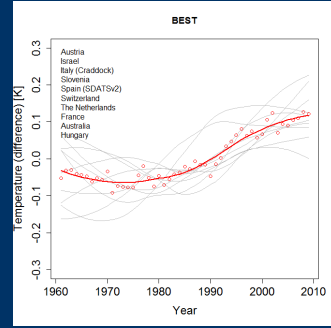 BEST
Austria
Israel
Italy (Craddock)
Slovenia
Spain (SDATSv2)
Switzerland
The Netherlands
France
Australia
Hungary
Temperature (difference) [K]
0.3
0.2
0.1
0.0
-0.1
-0.2
-0.3
1960 1970 1980 1990 2000 2010
Year